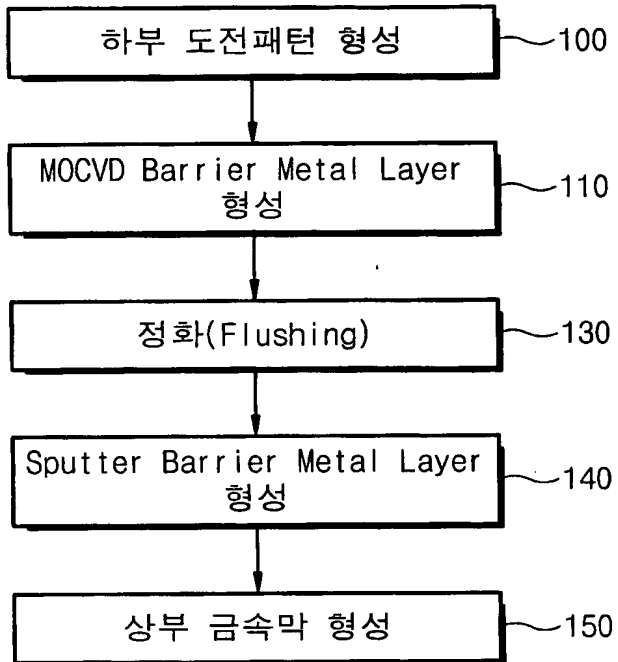 하부 도전패턴 형성
100
MOCVD Barrier Metal Layer
형성
110
정화(Flushing)
130
Sputter Barrier Metal Layer
형성
140
상부 금속막 형성
150